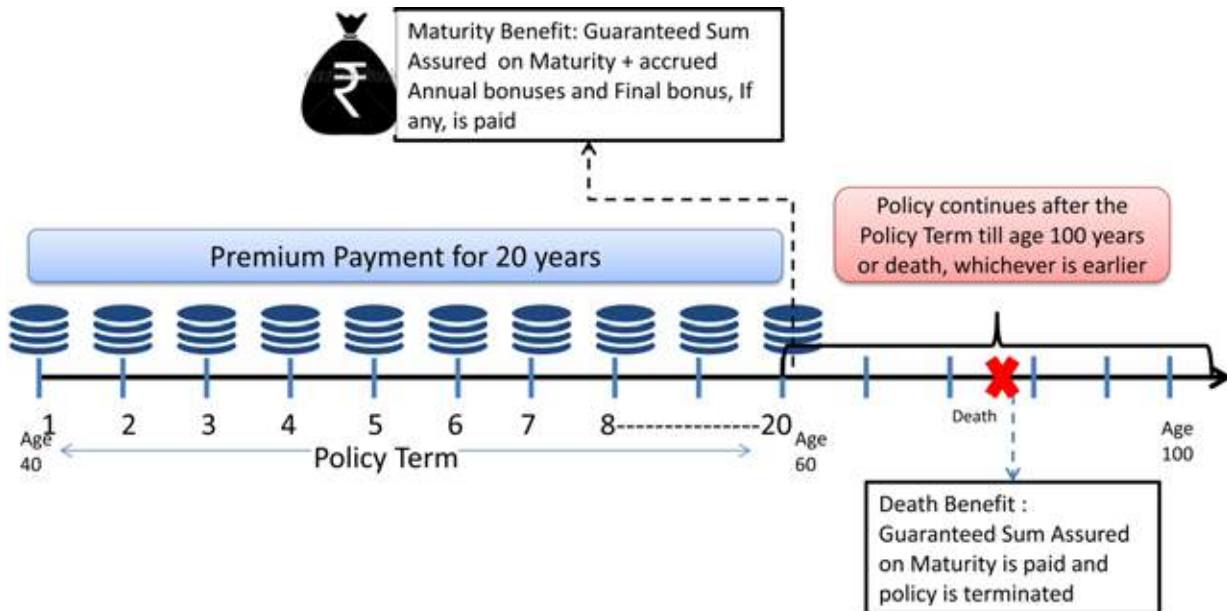 Maturity Benefit: Guaranteed Sum
Assured on Maturity + accrued
Annual bonuses and Final bonus, If
any, is paid
₹
Policy continues after the
Policy Term till age 100 years
or death, whichever is earlier
Premium Payment for 20 years
1 2 3 4 5 6 7 8--------------20
Death
Age
40
Policy Term
Age
60
Age
100
Death Benefit :
Guaranteed Sum Assured
on Maturity is paid and
policy is terminated